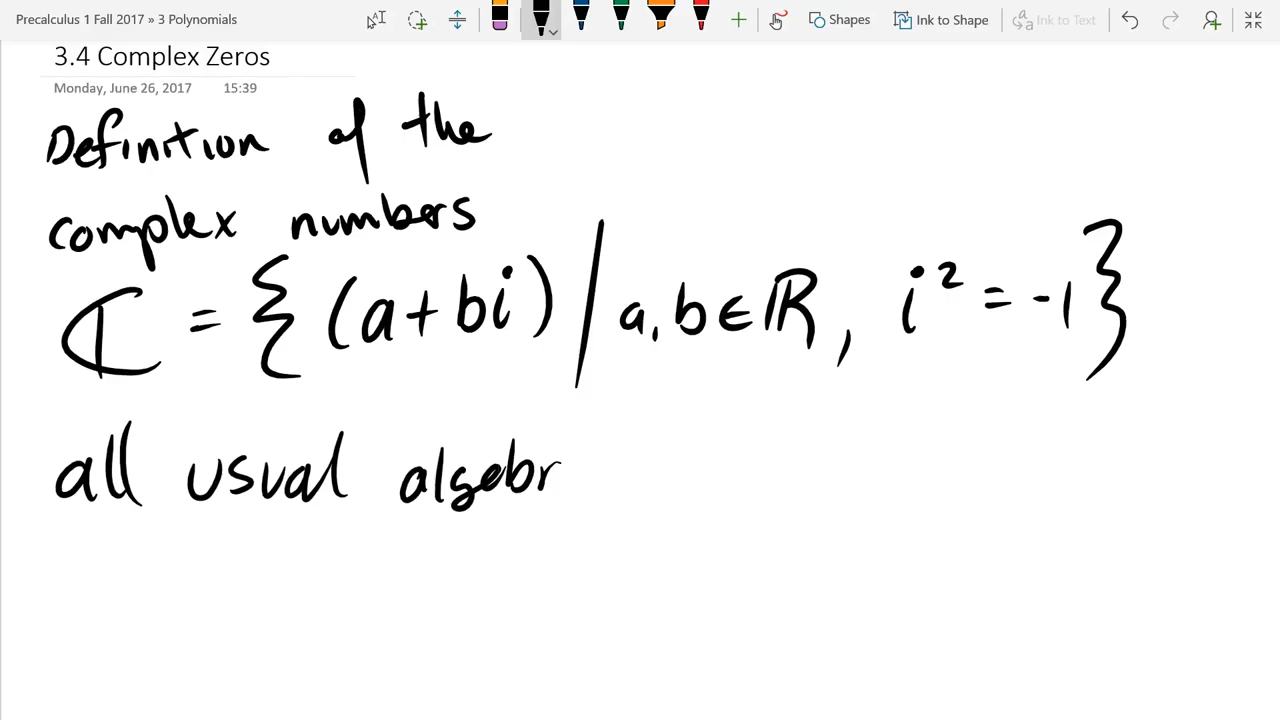 Precalculus 1 Fall 2017 » 3 Polynomials
Shapes
Ink to Shape
Ink to Text
3.4 Complex Zeros
Monday, June 26, 2017 15:39
Definition of the
complex numbers
ℂ = { (a+bi) / a, b ∈ ℝ, i² = -1 }
all usual algebr